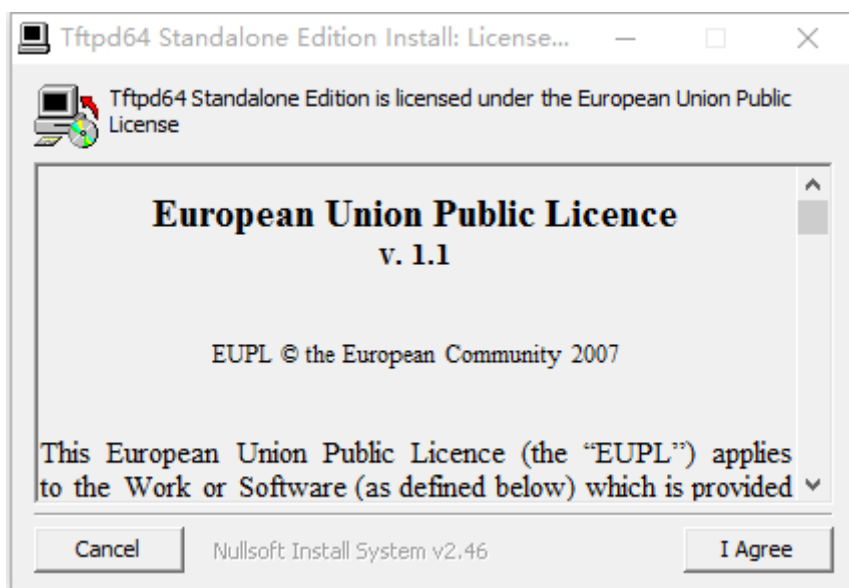 Tftpd64 Standalone Edition Install: License...
Tftpd64 Standalone Edition is licensed under the European Union Public
License
European Union Public Licence
v. 1.1
EUPL © the European Community 2007
This European Union Public Licence (the “EUPL”) applies
to the Work or Software (as defined below) which is provided
Cancel
Nullsoft Install System v2.46
I Agree